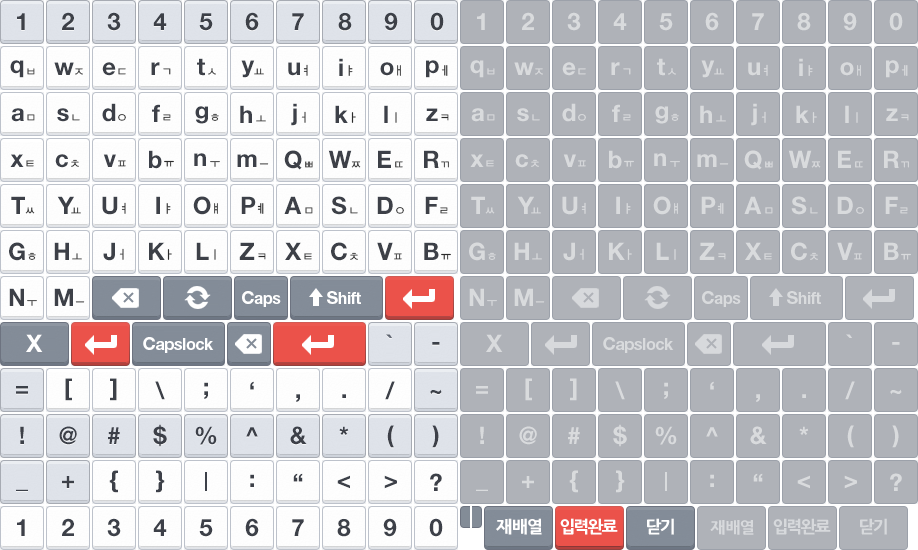 1 2 3 4 5 6 7 8 9 0 1 2 3 4 5 6 7 8 9 0
qㅂ wㅈ eㄷ rㄱ tㅅ yㅛ uㅕ iㅑ oㅐ pㅔ qㅂ wㅈ eㄷ rㄱ tㅅ yㅛ uㅕ iㅑ oㅐ pㅔ
aㅁ sㄴ dㅇ fㄹ gㅎ hㅗ jㅓ kㅏ lㅣ zㅋ aㅁ sㄴ dㅇ fㄹ gㅎ hㅗ jㅓ kㅏ lㅣ zㅋ
xㅌ cㅊ vㅍ bㅠ nㅜ mㅡ Qㅃ Wㅉ Eㄸ Rㄲ xㅌ cㅊ vㅍ bㅠ nㅜ mㅡ Qㅃ Wㅉ Eㄸ Rㄲ
Tㅆ Yㅛ Uㅕ Iㅑ Oㅒ Pㅖ Aㅁ Sㄴ Dㅇ Fㄹ Tㅆ Yㅛ Uㅕ Iㅑ Oㅒ Pㅖ Aㅁ Sㄴ Dㅇ Fㄹ
Gㅎ Hㅗ Jㅓ Kㅏ Lㅣ Zㅋ Xㅌ Cㅊ Vㅍ Bㅠ Gㅎ Hㅗ Jㅓ Kㅏ Lㅣ Zㅋ Xㅌ Cㅊ Vㅍ Bㅠ
Nㅜ Mㅡ Caps Shift Nㅜ Mㅡ Caps Shift
X Capslock ` - X Capslock ` -
= [ ] \ ; ‘ , . / ~ = [ ] \ ; ‘ , . / ~
! @ # $ % ^ & * ( ) ! @ # $ % ^ & * ( )
_ + { } | : “ < > ? _ + { } | : “ < > ?
1 2 3 4 5 6 7 8 9 0 재배열 입력완료 닫기 재배열 입력완료 닫기